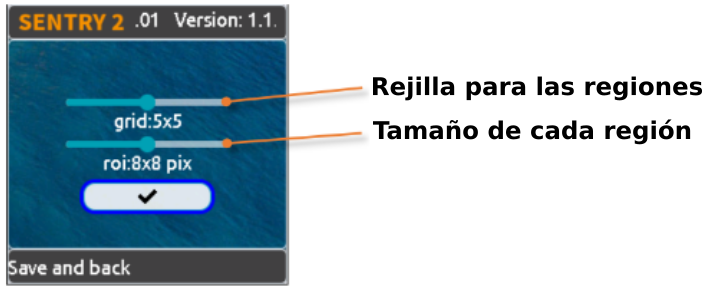 SENTRY 2 .01 Version: 1.1.
grid:5x5
roi:8x8 pix
Save and back
Rejilla para las regiones
Tamaño de cada región